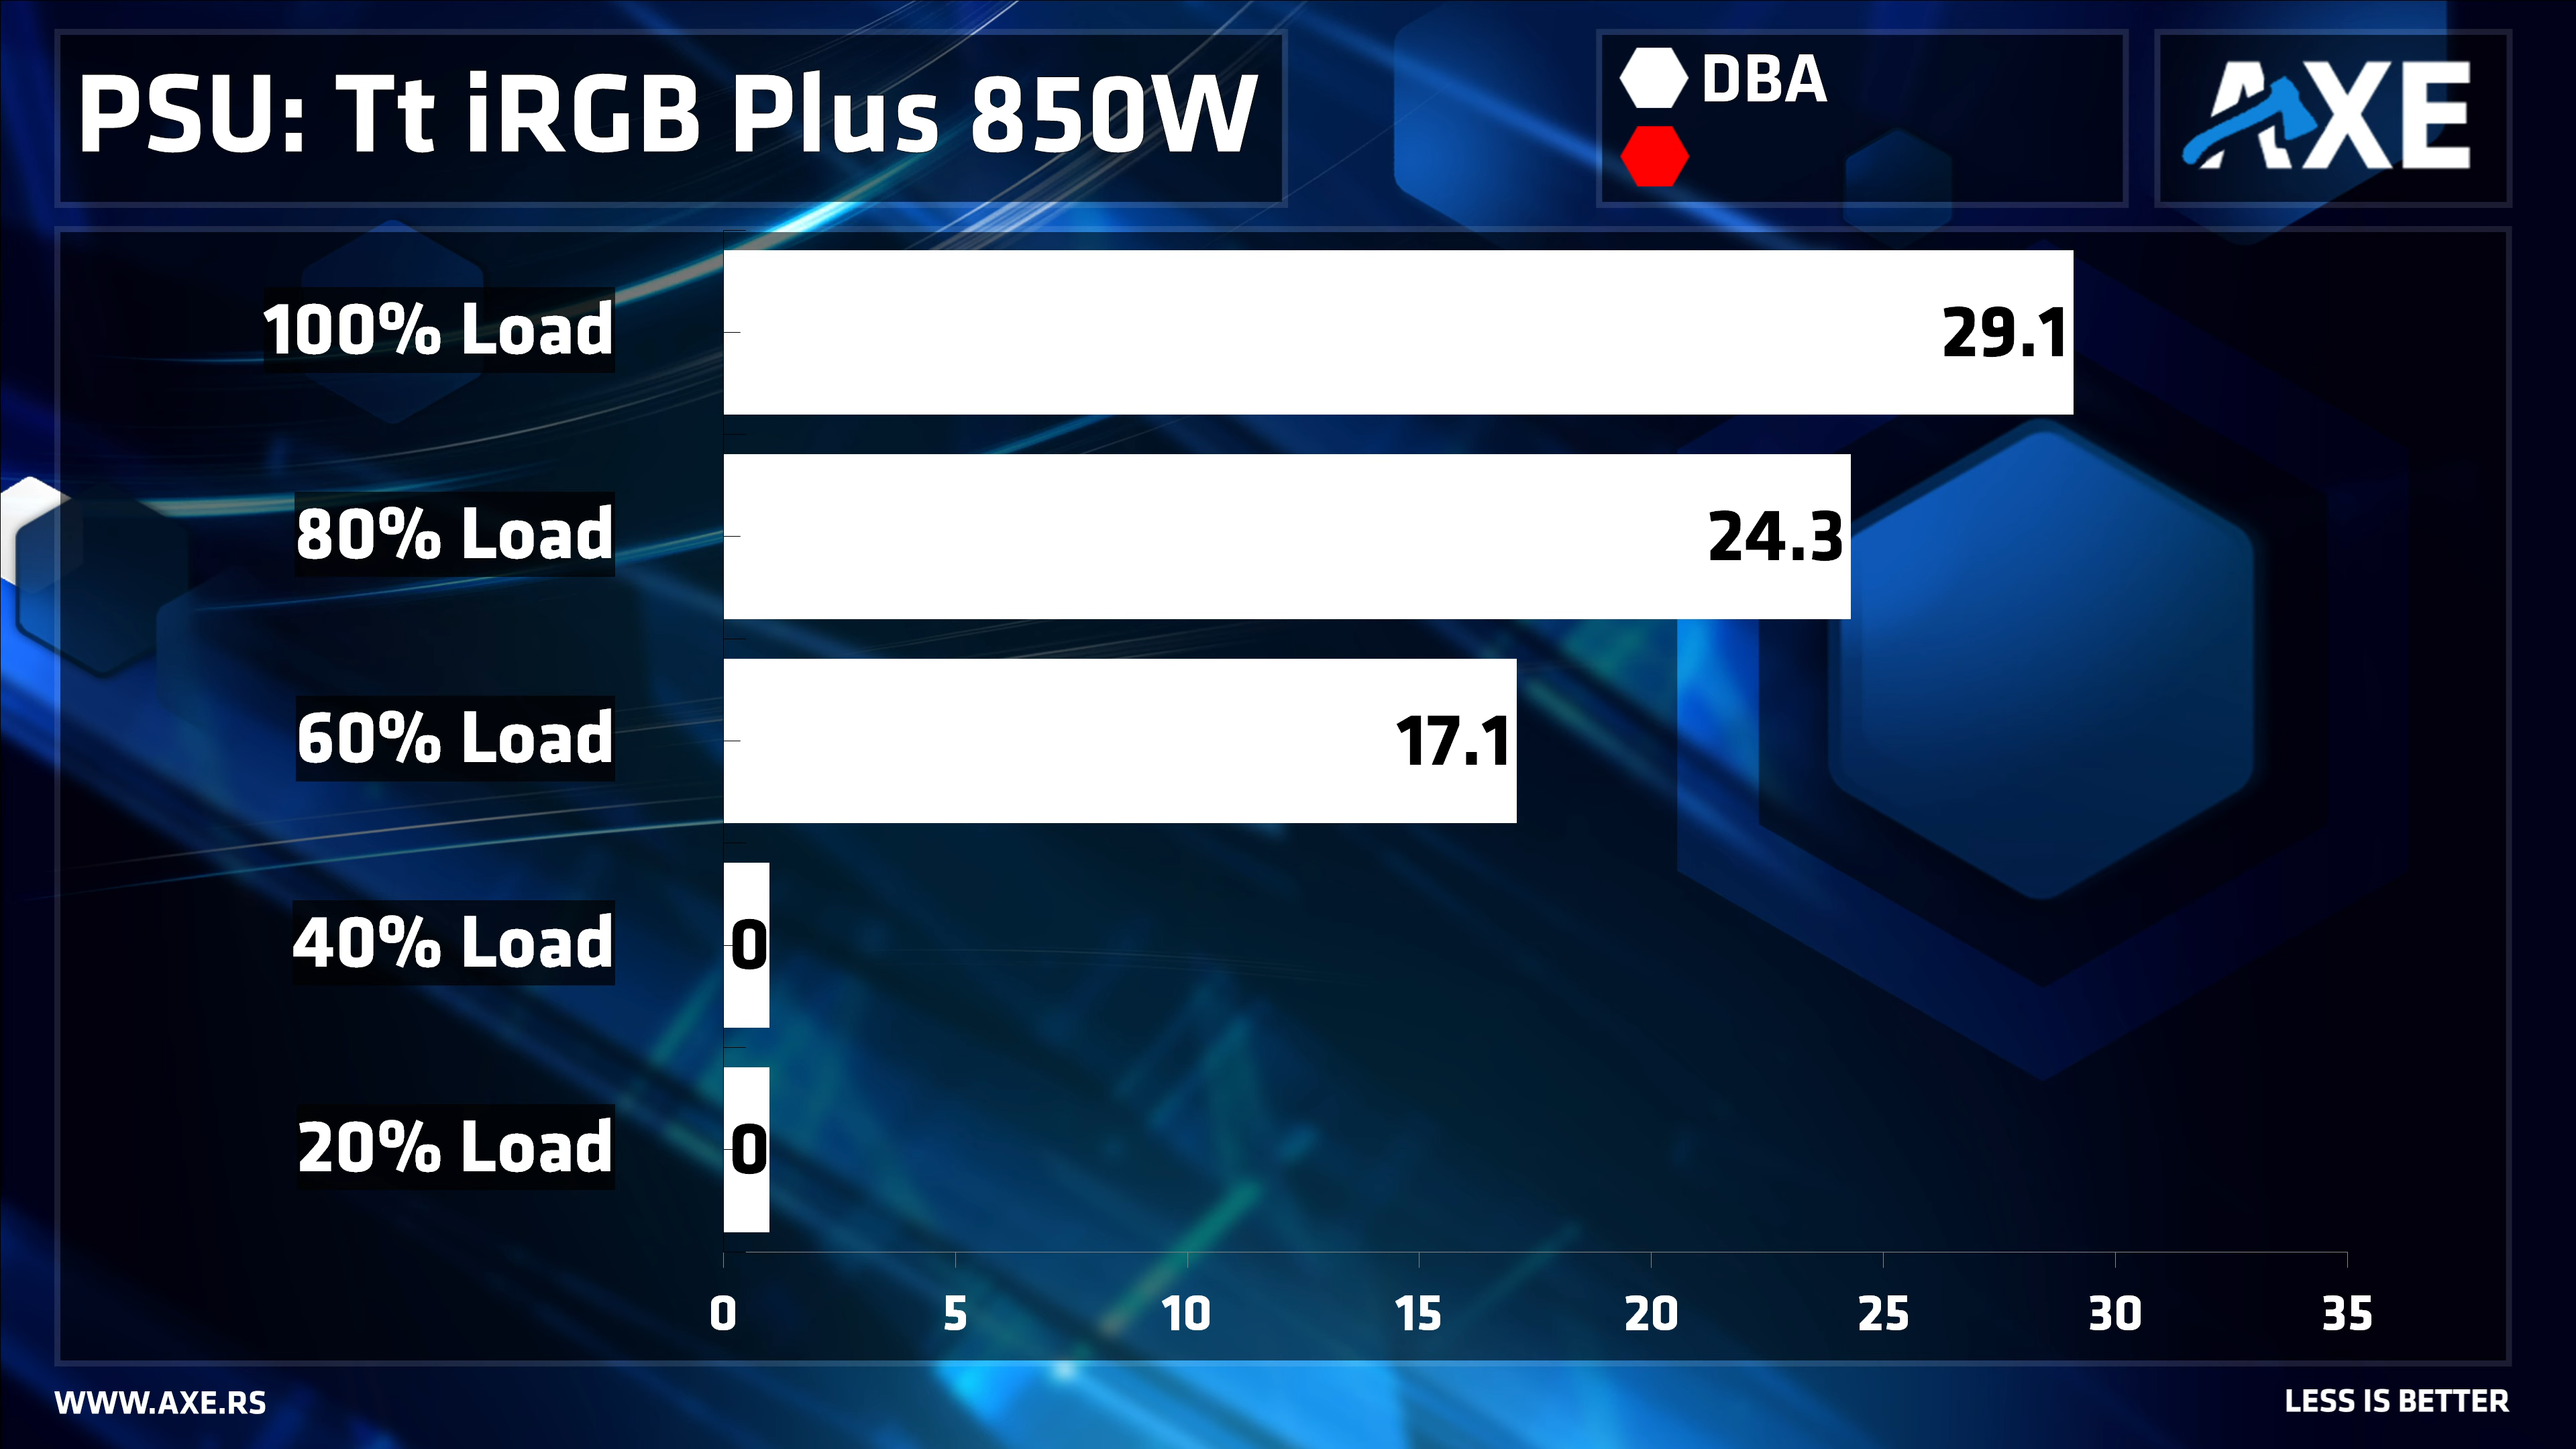 PSU: Tt iRGB Plus 850W
DBA
AXE
100% Load
29.1
80% Load
24.3
60% Load
17.1
40% Load
0
20% Load
0
0 5 10 15 20 25 30 35
WWW.AXE.RS
LESS IS BETTER